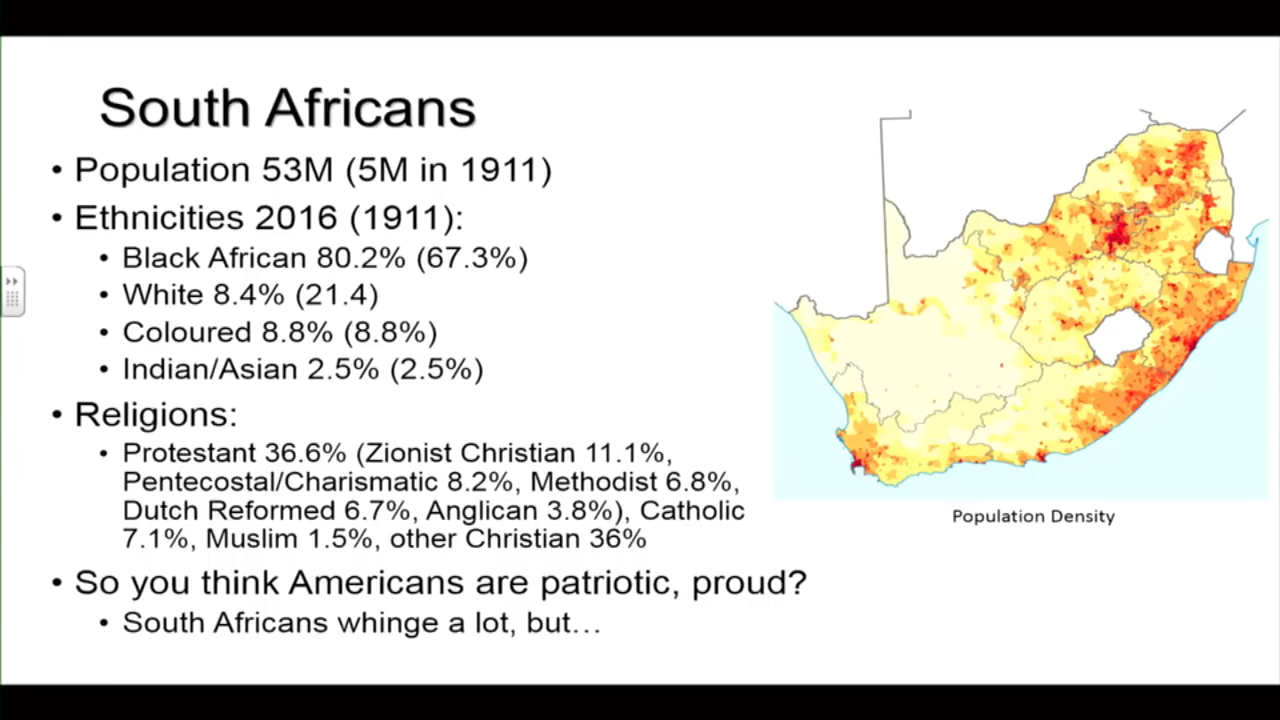 South Africans
• Population 53M (5M in 1911)
• Ethnicities 2016 (1911):
• Black African 80.2% (67.3%)
• White 8.4% (21.4)
• Coloured 8.8% (8.8%)
• Indian/Asian 2.5% (2.5%)
• Religions:
• Protestant 36.6% (Zionist Christian 11.1%,
Pentecostal/Charismatic 8.2%, Methodist 6.8%,
Dutch Reformed 6.7%, Anglican 3.8%), Catholic
7.1%, Muslim 1.5%, other Christian 36%
• So you think Americans are patriotic, proud?
• South Africans whinge a lot, but…
Population Density